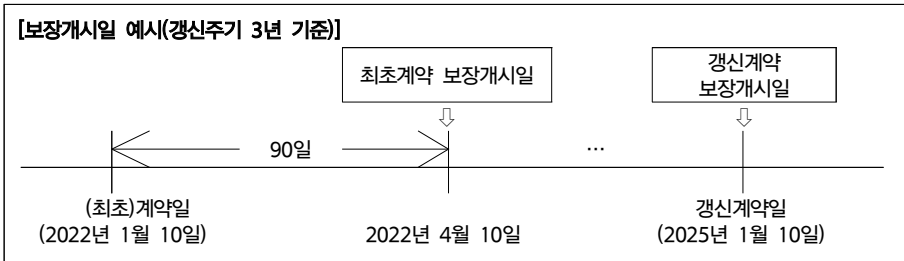 [보장개시일 예시(갱신주기 3년 기준)]
최초계약 보장개시일
갱신계약
보장개시일
90일
...
(최초)계약일
(2022년 1월 10일)
2022년 4월 10일
갱신계약일
(2025년 1월 10일)